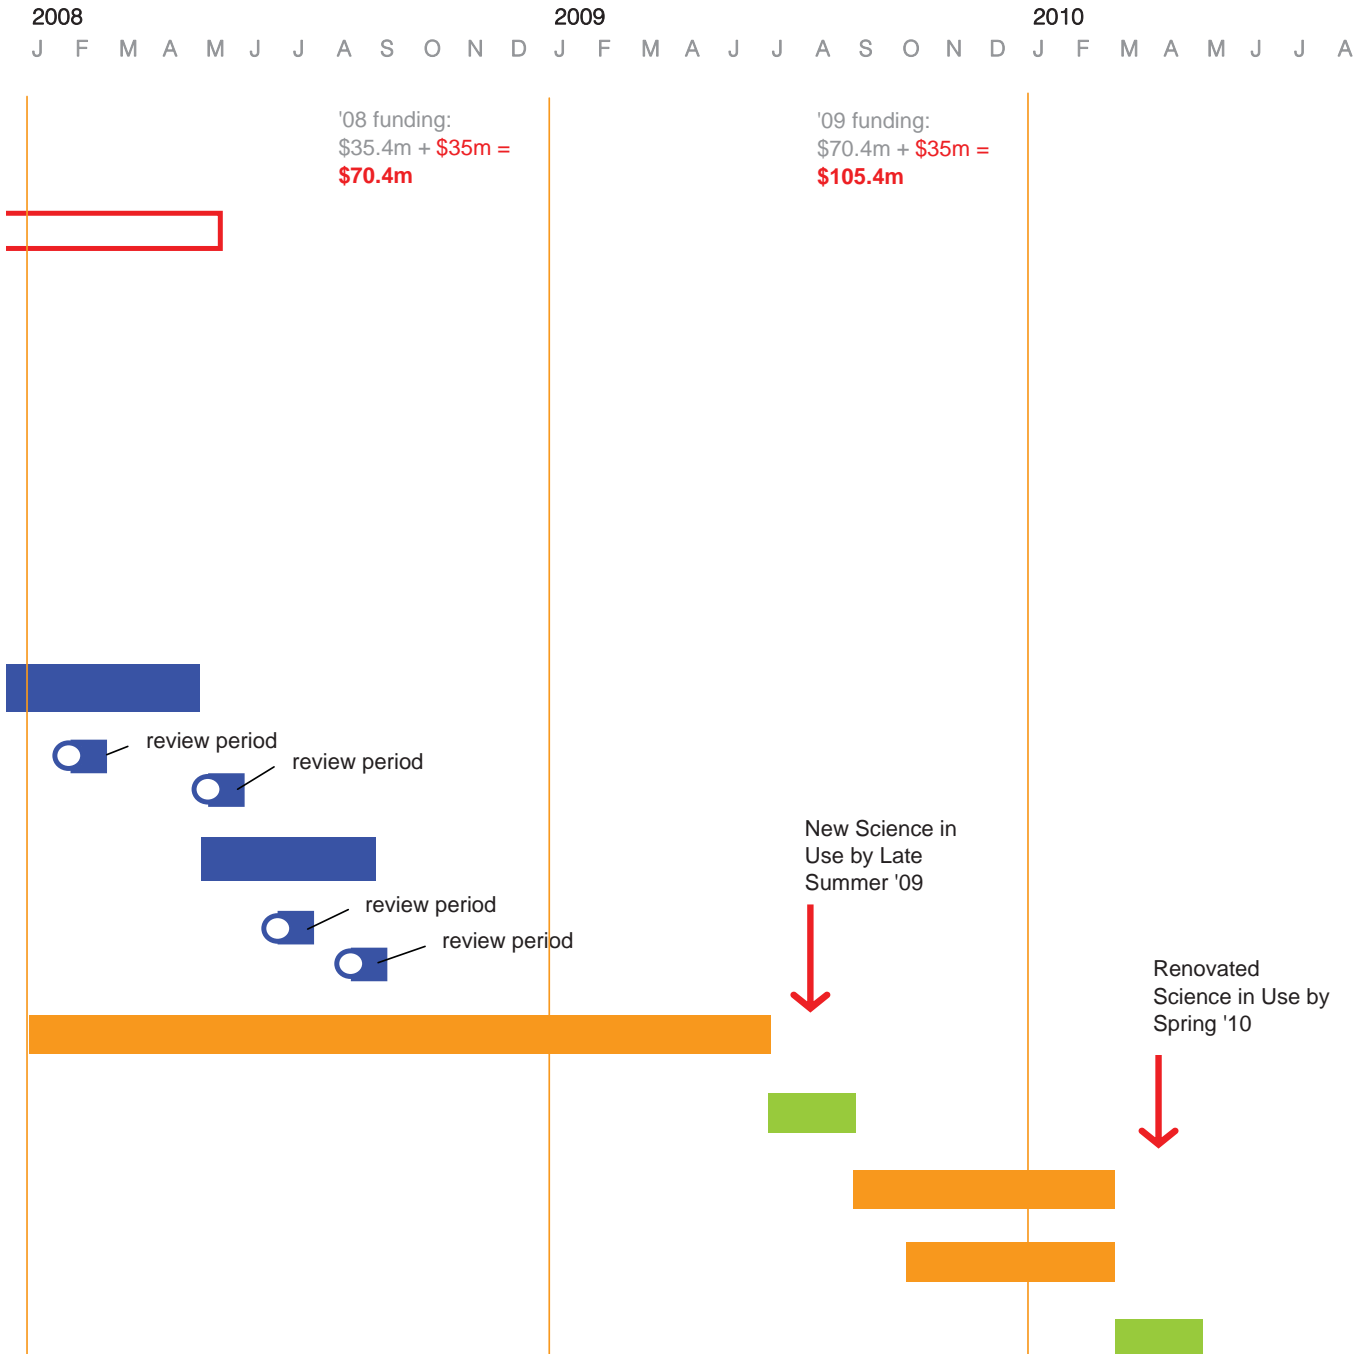 2008 2009 2010
J F M A M J J A S O N D J F M A M J J A S O N D J F M A M J J A
'08 funding:
$35.4m + $35m =
$70.4m
'09 funding:
$70.4m + $35m =
$105.4m
review period
review period
New Science in
Use by Late
Summer '09
review period
review period
Renovated
Science in Use by
Spring '10